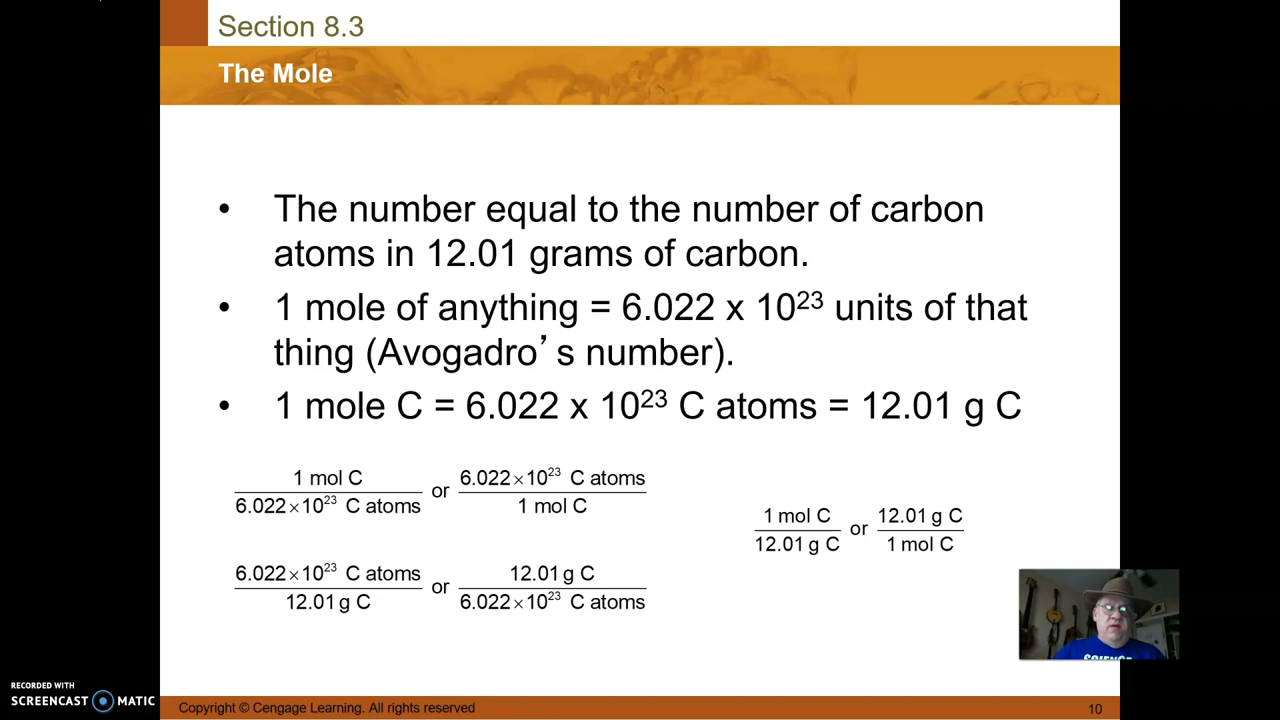 Section 8.3
The Mole
• The number equal to the number of carbon
atoms in 12.01 grams of carbon.
• 1 mole of anything = 6.022 x 10²³ units of that
thing (Avogadro’s number).
• 1 mole C = 6.022 x 10²³ C atoms = 12.01 g C
1 mol C / 6.022×10²³ C atoms or 6.022×10²³ C atoms / 1 mol C
1 mol C / 12.01 g C or 12.01 g C / 1 mol C
6.022×10²³ C atoms / 12.01 g C or 12.01 g C / 6.022×10²³ C atoms
SCIENCE
RECORDED WITH
SCREENCAST MATIC
Copyright © Cengage Learning. All rights reserved
10